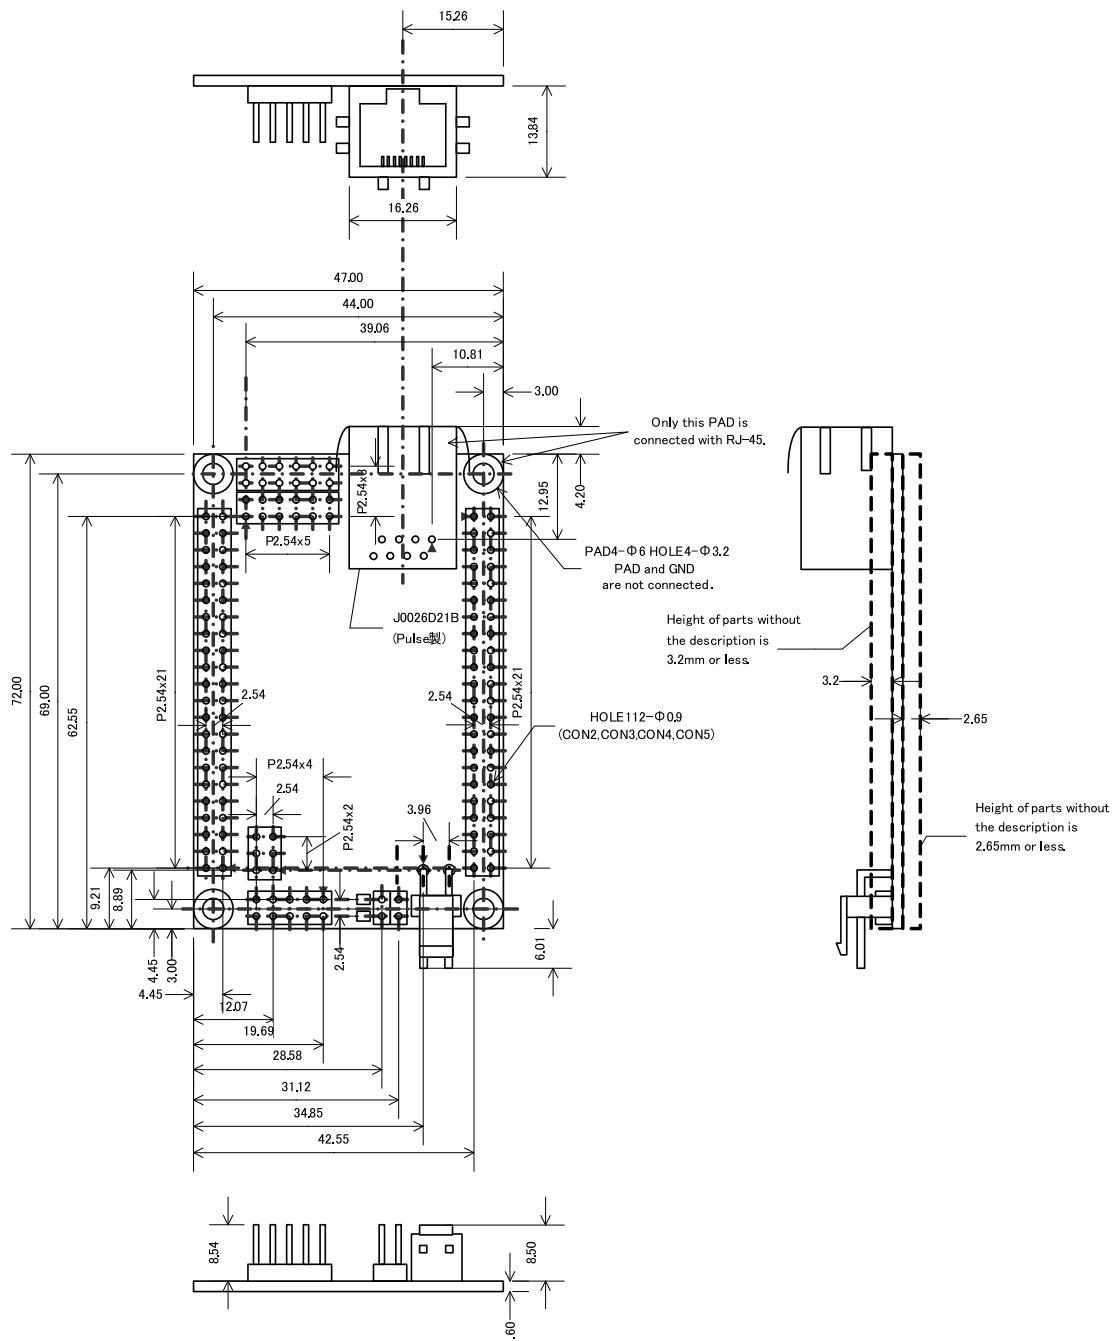 15.26
13.84
16.26
47.00
44.00
39.06
10.81
3.00
Only this PAD is
connected with RJ-45.
P2.54x3
12.95
4.20
P2.54x5
PAD4-Φ6 HOLE4-Φ3.2
PAD and GND
are not connected.
J0026D21B
(Pulse製)
Height of parts without
the description is
3.2mm or less.
72.00
69.00
62.55
P2.54x21
2.54
2.54
P2.54x21
3.2
2.65
HOLE112-Φ0.9
(CON2,CON3,CON4,CON5)
P2.54x4
2.54
P2.54x2
3.96
Height of parts without
the description is
2.65mm or less.
9.21
8.89
4.45
3.00
2.54
6.01
4.45
12.07
19.69
28.58
31.12
34.85
42.55
8.54
8.50
.60